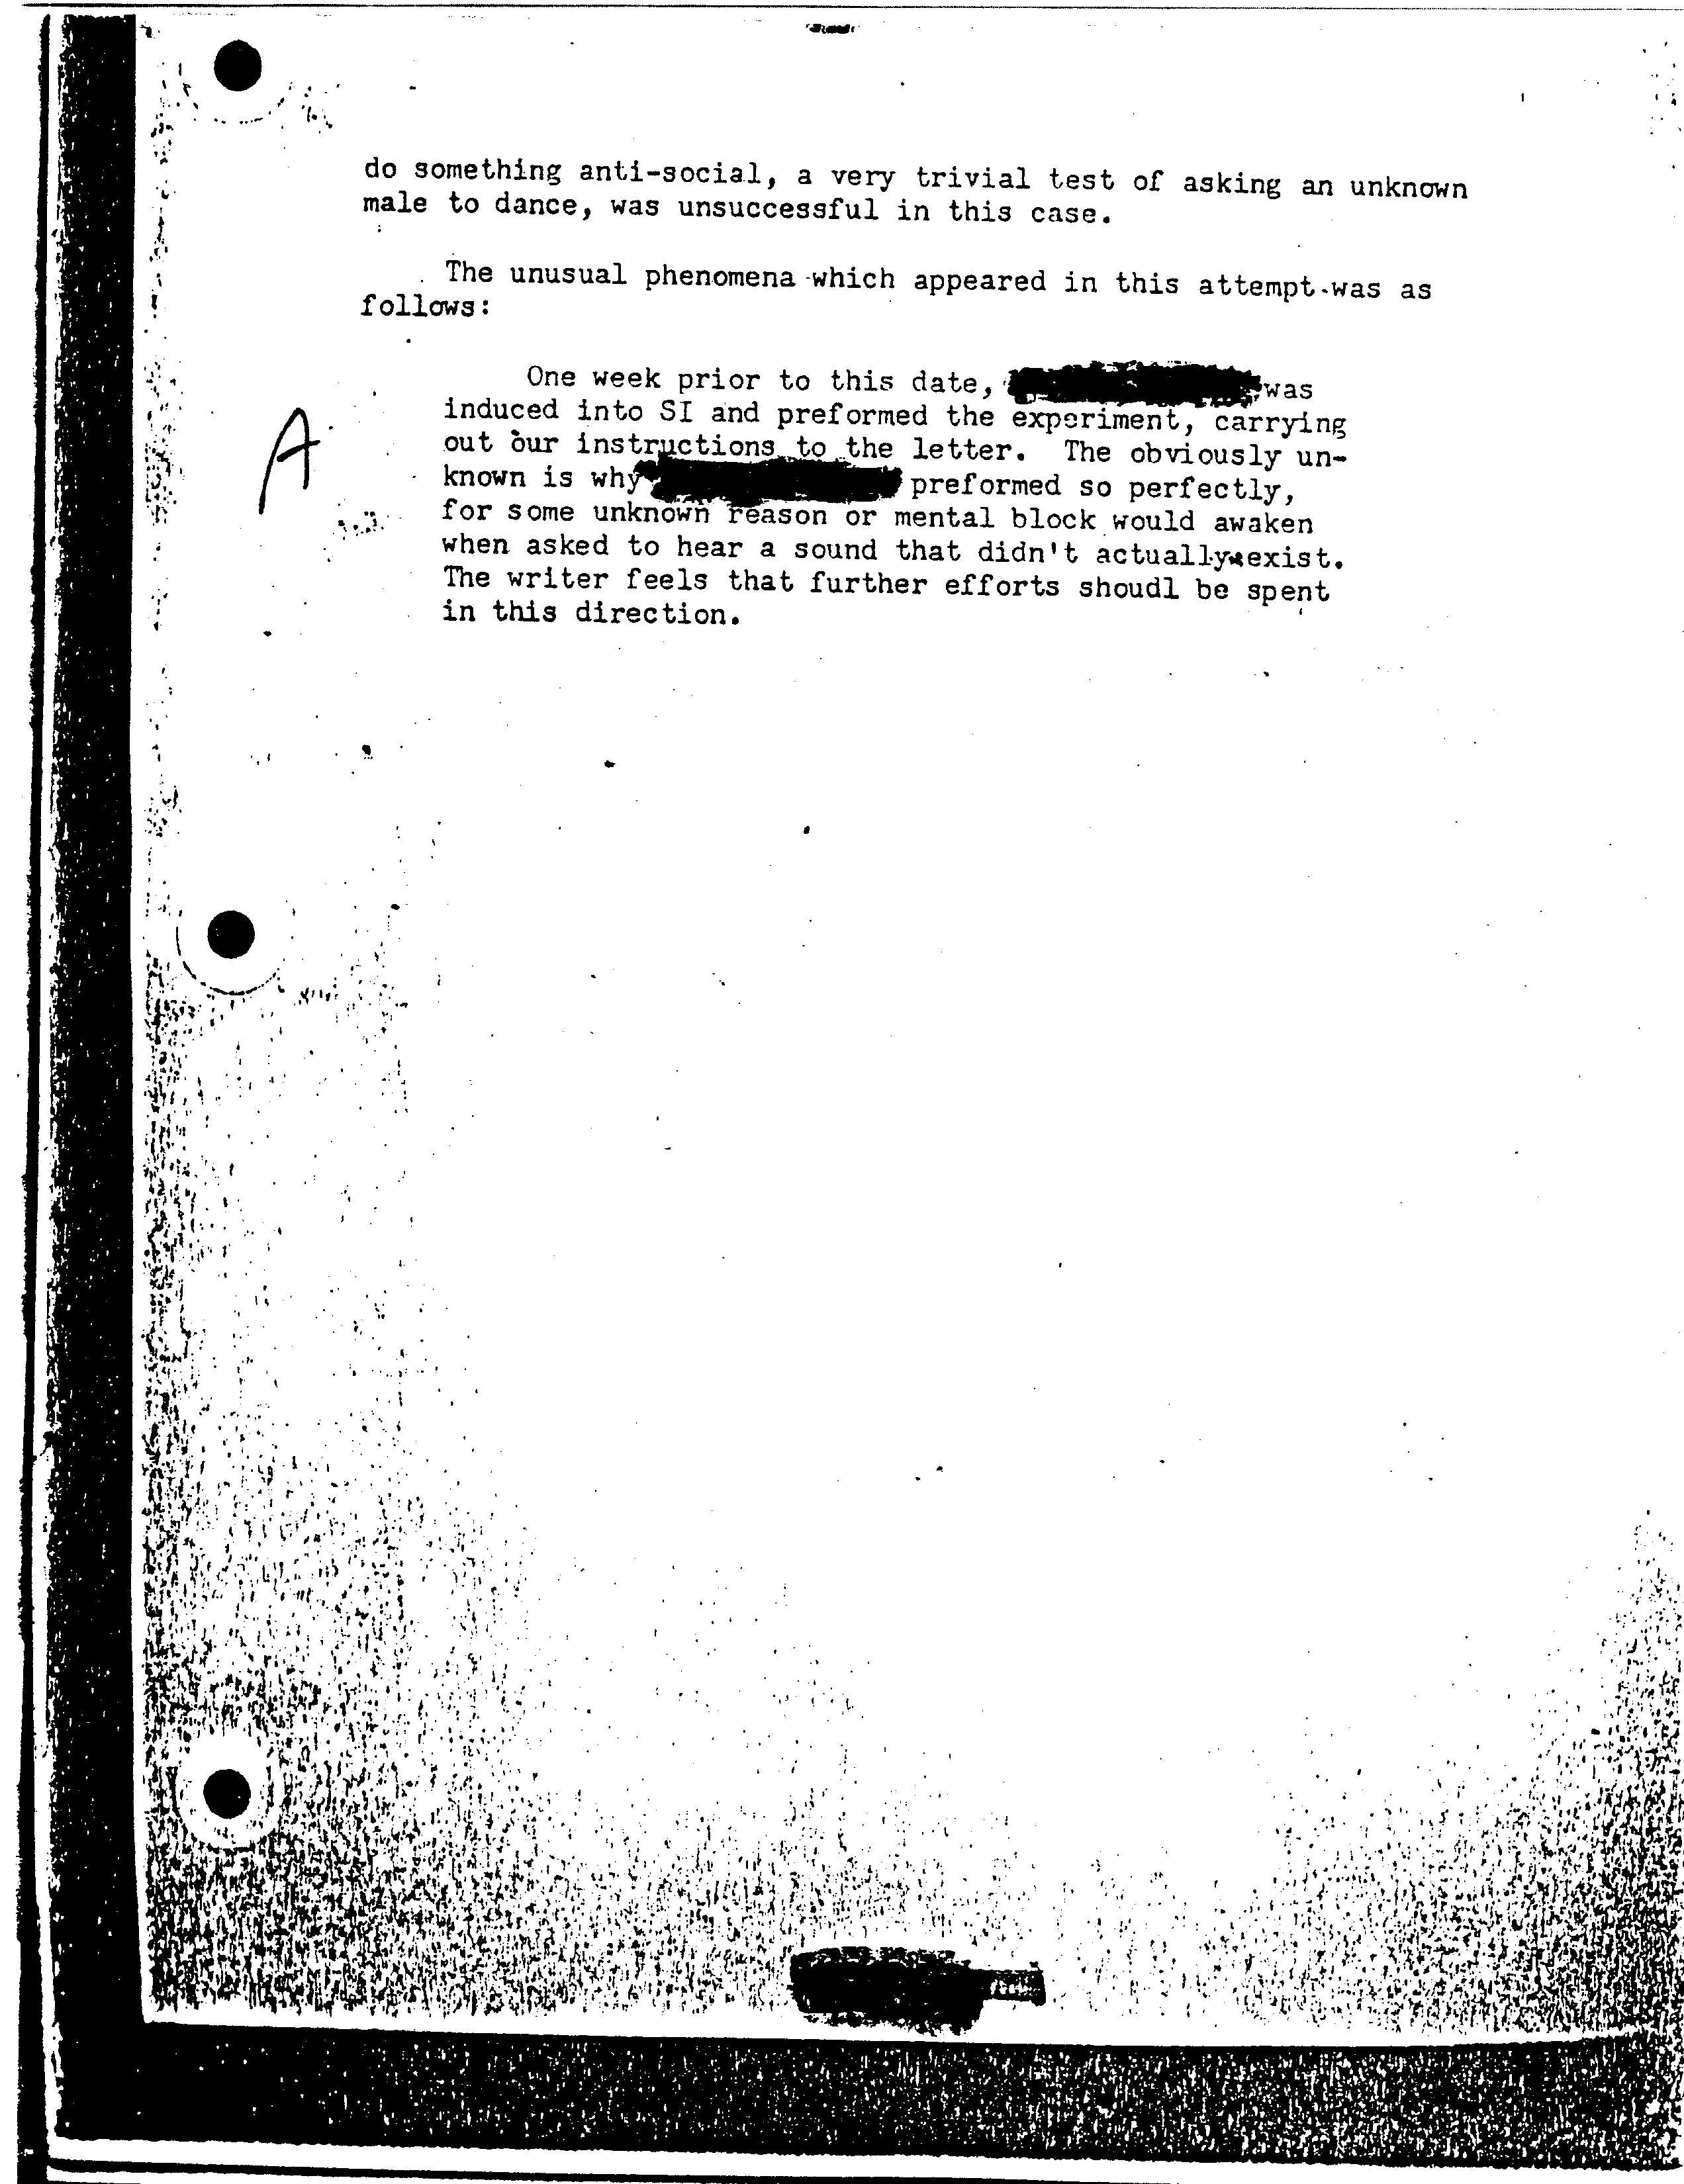 do something anti-social, a very trivial test of asking an unknown
male to dance, was unsuccessful in this case.
The unusual phenomena which appeared in this attempt was as
follows:
One week prior to this date, was
induced into SI and preformed the experiment, carrying
out our instructions to the letter. The obviously un-
known is why preformed so perfectly,
for some unknown reason or mental block would awaken
when asked to hear a sound that didn't actually exist.
The writer feels that further efforts shoudl be spent
in this direction.
A